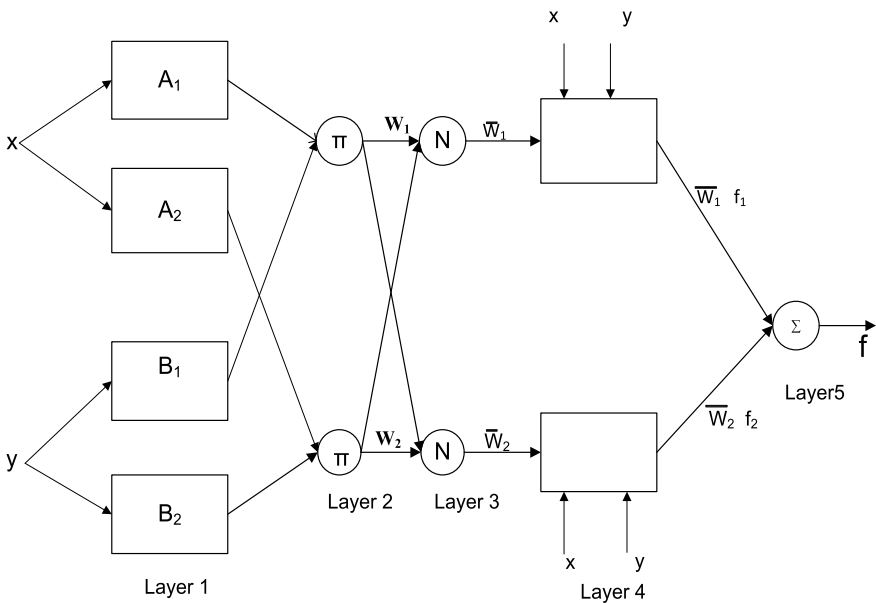 x y
A₁
W₁
π N W̅₁
x
A₂
W̅₁ f₁
Σ
f
B₁
Layer5
W̅₂ f₂
y
W₂
π N W̅₂
B₂
Layer 2 Layer 3
x y
Layer 1
Layer 4